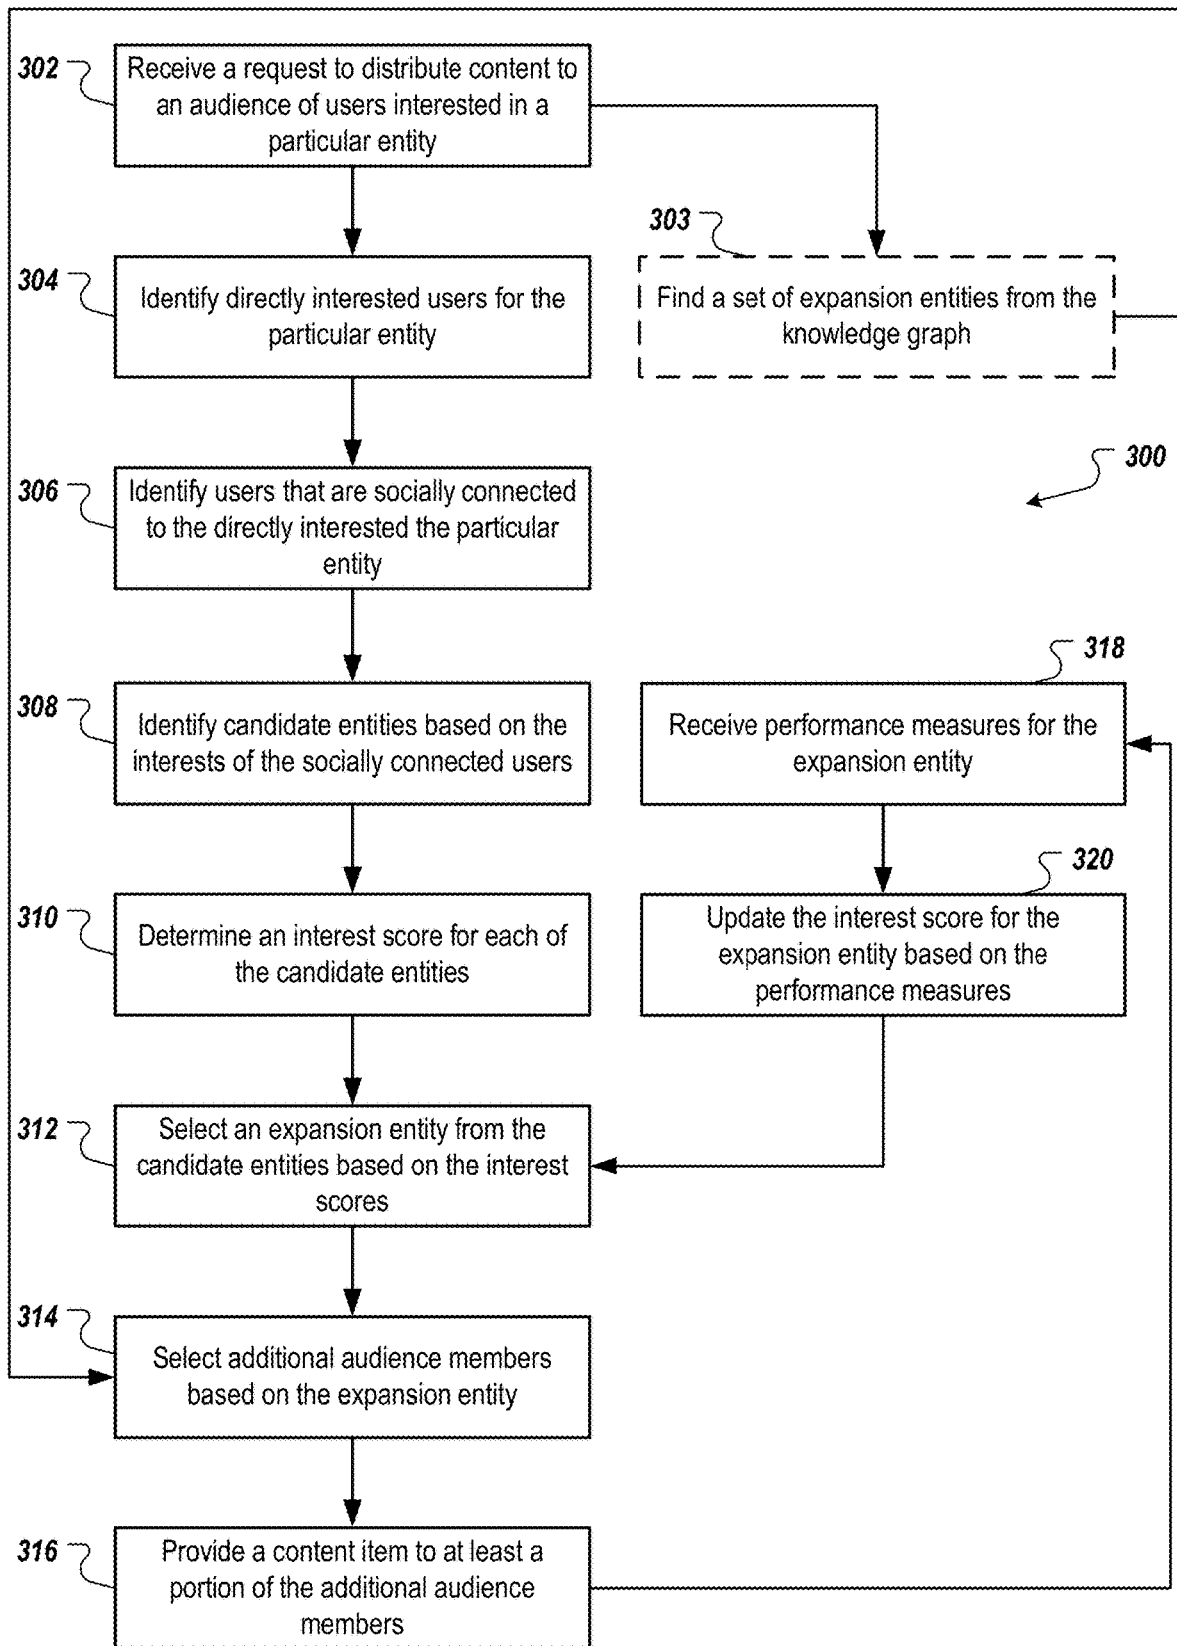 302
Receive a request to distribute content to
an audience of users interested in a
particular entity
303
Find a set of expansion entities from the
knowledge graph
304
Identify directly interested users for the
particular entity
300
306
Identify users that are socially connected
to the directly interested the particular
entity
308
Identify candidate entities based on the
interests of the socially connected users
318
Receive performance measures for the
expansion entity
310
Determine an interest score for each of
the candidate entities
320
Update the interest score for the
expansion entity based on the
performance measures
312
Select an expansion entity from the
candidate entities based on the interest
scores
314
Select additional audience members
based on the expansion entity
316
Provide a content item to at least a
portion of the additional audience
members